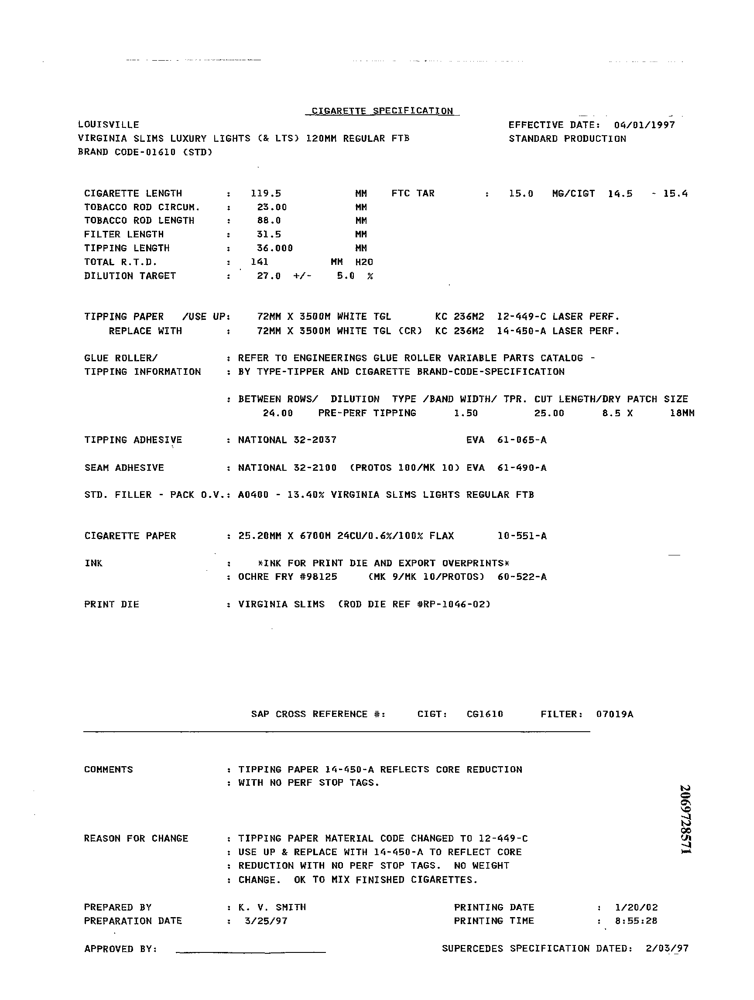 CIGARETTE SPECIFICATION
LOUISVILLE EFFECTIVE DATE: 04/01/1997
VIRGINIA SLIMS LUXURY LIGHTS (& LTS) 120MM REGULAR FTB STANDARD PRODUCTION
BRAND CODE-01610 (STD)
CIGARETTE LENGTH : 119.5 MM FTC TAR : 15.0 MG/CIGT 14.5 - 15.4
TOBACCO ROD CIRCUM. : 23.00 MM
TOBACCO ROD LENGTH : 88.0 MM
FILTER LENGTH : 31.5 MM
TIPPING LENGTH : 36.000 MM
TOTAL R.T.D. : 141 MM H2O
DILUTION TARGET : 27.0 +/- 5.0 %
TIPPING PAPER /USE UP: 72MM X 3500M WHITE TGL KC 236M2 12-449-C LASER PERF.
REPLACE WITH : 72MM X 3500M WHITE TGL (CR) KC 236M2 14-450-A LASER PERF.
GLUE ROLLER/ : REFER TO ENGINEERINGS GLUE ROLLER VARIABLE PARTS CATALOG -
TIPPING INFORMATION : BY TYPE-TIPPER AND CIGARETTE BRAND-CODE-SPECIFICATION
: BETWEEN ROWS/ DILUTION TYPE /BAND WIDTH/ TPR. CUT LENGTH/DRY PATCH SIZE
24.00 PRE-PERF TIPPING 1.50 25.00 8.5 X 18MM
TIPPING ADHESIVE : NATIONAL 32-2037 EVA 61-065-A
SEAM ADHESIVE : NATIONAL 32-2100 (PROTOS 100/MK 10) EVA 61-490-A
STD. FILLER - PACK O.V.: A0400 - 13.40% VIRGINIA SLIMS LIGHTS REGULAR FTB
CIGARETTE PAPER : 25.20MM X 6700M 24CU/0.6%/100% FLAX 10-551-A
INK : *INK FOR PRINT DIE AND EXPORT OVERPRINTS*
: OCHRE FRY #98125 (MK 9/MK 10/PROTOS) 60-522-A
PRINT DIE : VIRGINIA SLIMS (ROD DIE REF #RP-1046-02)
SAP CROSS REFERENCE #: CIGT: CG1610 FILTER: 07019A
COMMENTS : TIPPING PAPER 14-450-A REFLECTS CORE REDUCTION
: WITH NO PERF STOP TAGS.
2069728571
REASON FOR CHANGE : TIPPING PAPER MATERIAL CODE CHANGED TO 12-449-C
: USE UP & REPLACE WITH 14-450-A TO REFLECT CORE
: REDUCTION WITH NO PERF STOP TAGS. NO WEIGHT
: CHANGE. OK TO MIX FINISHED CIGARETTES.
PREPARED BY : K. V. SMITH PRINTING DATE : 1/20/02
PREPARATION DATE : 3/25/97 PRINTING TIME : 8:55:28
APPROVED BY: SUPERCEDES SPECIFICATION DATED: 2/03/97